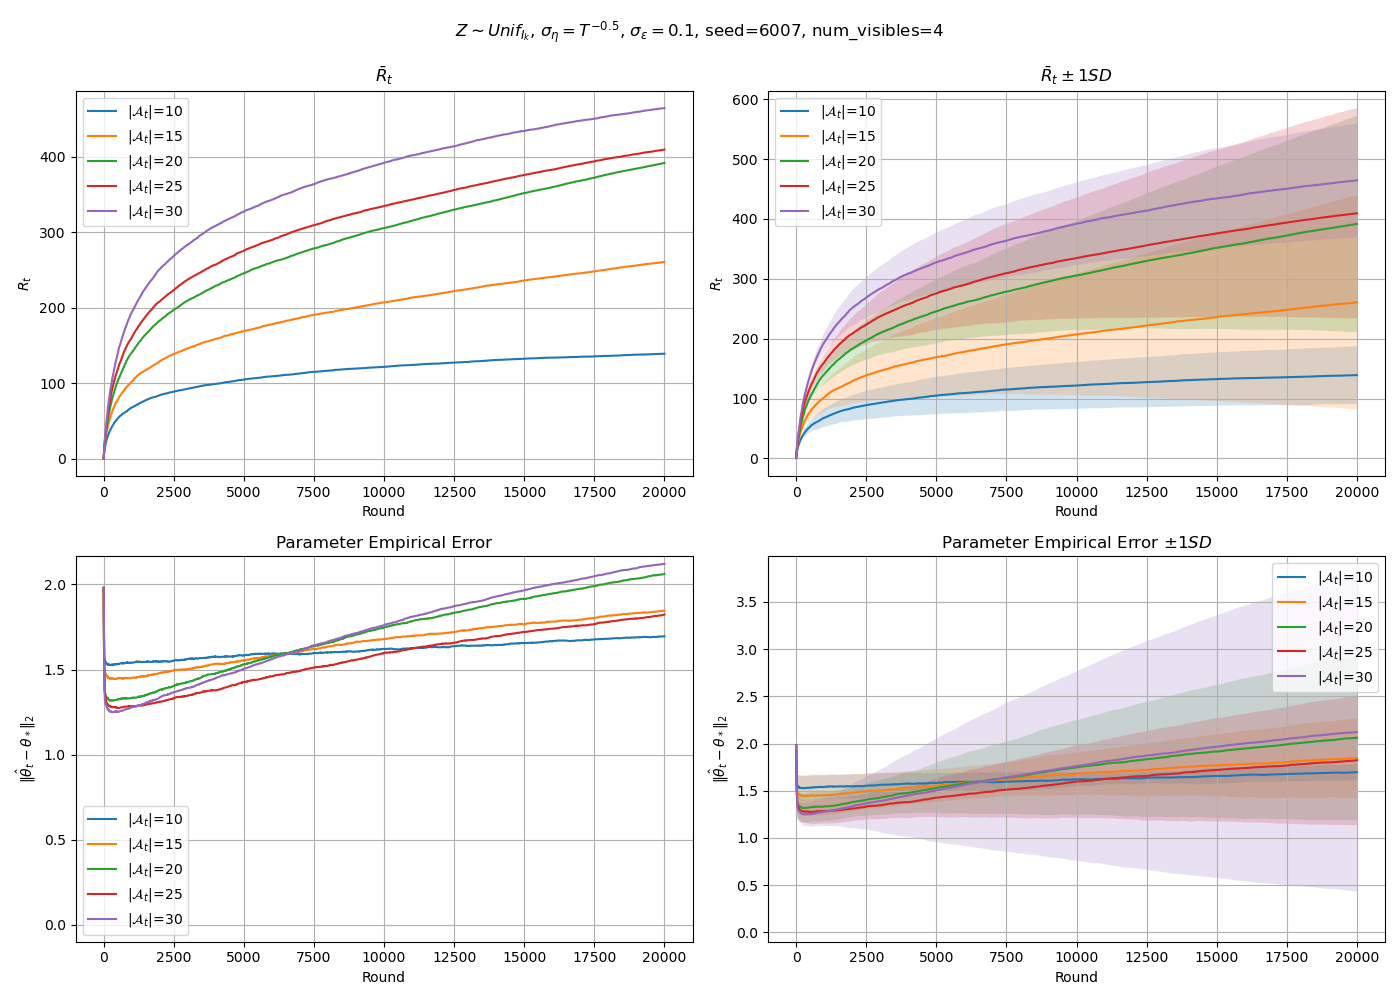 Z ∼ Unif_{I_k}, σ_η = T^{−0.5}, σ_ε = 0.1, seed=6007, num_visibles=4
R̄_t
R_t
400
300
200
100
0
|𝒜_t|=10
|𝒜_t|=15
|𝒜_t|=20
|𝒜_t|=25
|𝒜_t|=30
0 2500 5000 7500 10000 12500 15000 17500 20000
Round
R̄_t ± 1SD
R_t
600
500
400
300
200
100
0
|𝒜_t|=10
|𝒜_t|=15
|𝒜_t|=20
|𝒜_t|=25
|𝒜_t|=30
0 2500 5000 7500 10000 12500 15000 17500 20000
Round
Parameter Empirical Error
‖θ̂_t − θ_*‖_2
2.0
1.5
1.0
0.5
0.0
|𝒜_t|=10
|𝒜_t|=15
|𝒜_t|=20
|𝒜_t|=25
|𝒜_t|=30
0 2500 5000 7500 10000 12500 15000 17500 20000
Round
Parameter Empirical Error ±1SD
‖θ̂_t − θ_*‖_2
3.5
3.0
2.5
2.0
1.5
1.0
0.5
0.0
|𝒜_t|=10
|𝒜_t|=15
|𝒜_t|=20
|𝒜_t|=25
|𝒜_t|=30
0 2500 5000 7500 10000 12500 15000 17500 20000
Round